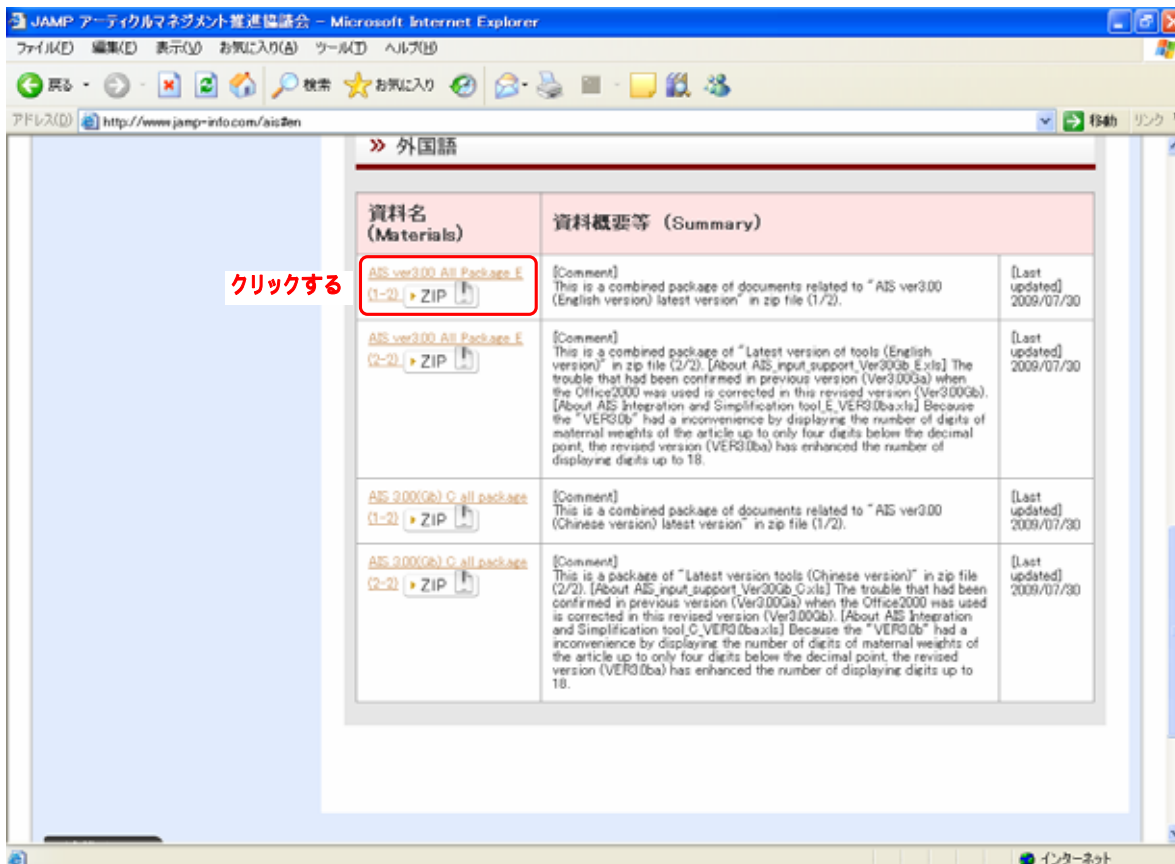 JAMP アーティクルマネジメント推進協議会 - Microsoft Internet Explorer
ファイル(F) 編集(E) 表示(V) お気に入り(A) ツール(T) ヘルプ(H)
戻る 検索 お気に入り
アドレス(D) http://www.jamp-info.com/ais#en 移動 リンク
» 外国語
資料名
(Materials)
資料概要等 (Summary)
クリックする
AIS ver3.00 All Package E
(1-2) ZIP
[Comment]
This is a combined package of documents related to "AIS ver3.00
(English version) latest version" in zip file (1/2).
[Last
updated]
2009/07/30
AIS ver3.00 All Package E
(2-2) ZIP
[Comment]
This is a combined package of "Latest version of tools (English
version)" in zip file (2/2). [About AIS_input_support_Ver30Gb_E.xls] The
trouble that had been confirmed in previous version (Ver3.00Ga) when
the Office2000 was used is corrected in this revised version (Ver3.00Gb).
[About AIS Integration and Simplification tool_E_VER3.0ba.xls] Because
the "VER3.0b" had a inconvenience by displaying the number of digits of
maternal weights of the article up to only four digits below the decimal
point, the revised version (VER3.0ba) has enhanced the number of
displaying digits up to 18.
[Last
updated]
2009/07/30
AIS 3.00(Gb) C all package
(1-2) ZIP
[Comment]
This is a combined package of documents related to "AIS ver3.00
(Chinese version) latest version" in zip file (1/2).
[Last
updated]
2009/07/30
AIS 3.00(Gb) C all package
(2-2) ZIP
[Comment]
This is a package of "Latest version tools (Chinese version)" in zip file
(2/2). [About AIS_input_support_Ver30Gb_C.xls] The trouble that had been
confirmed in previous version (Ver3.00Ga) when the Office2000 was used
is corrected in this revised version (Ver3.00Gb). [About AIS Integration
and Simplification tool_C_VER3.0ba.xls] Because the "VER3.0b" had a
inconvenience by displaying the number of digits of maternal weights of
the article up to only four digits below the decimal point, the revised
version (VER3.0ba) has enhanced the number of displaying digits up to
18.
[Last
updated]
2009/07/30
インターネット